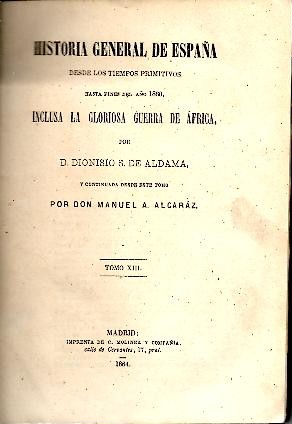 HISTORIA GENERAL DE ESPAÑA
DESDE LOS TIEMPOS PRIMITIVOS
HASTA FINES DEL AÑO 1860,
INCLUSA LA GLORIOSA GUERRA DE ÁFRICA,
POR
D. DIONISIO S. DE ALDAMA,
Y CONTINUADA DESDE ESTE TOMO
POR DON MANUEL A. ALCARÁZ.
TOMO XIII.
MADRID:
IMPRENTA DE C. MOLINER Y COMPAÑÍA,
calle de Cervantes, 17, pral.
1864.